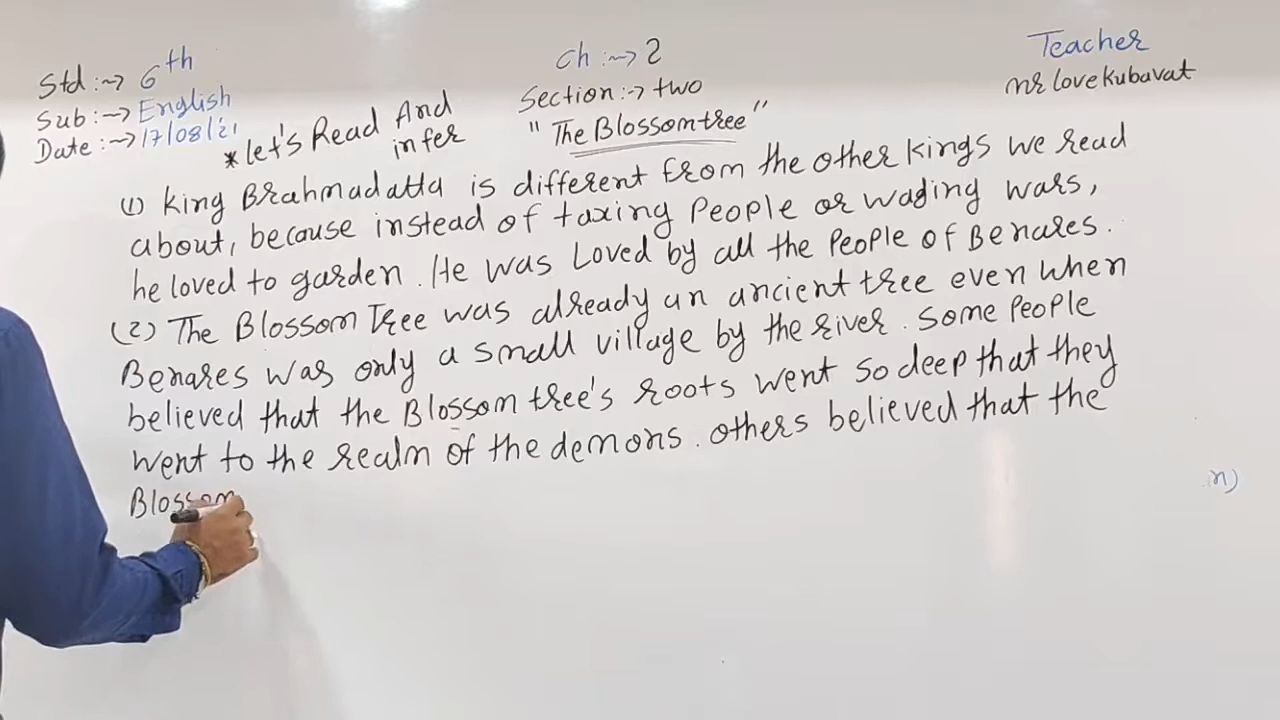 Std :~> 6th
Sub :~> English
Date :~> 17/08/21
Ch :~> 2
Section :~> two
" The Blossom tree "
Teacher
mr love kubavat
* let's Read And
infer
(1) King Brahmadatta is different from the other kings we read
about, because instead of taxing People or wading wars,
he loved to garden. He was Loved by all the People of Benares.
(2) The Blossom Tree was already an ancient tree even when
Benares was only a small village by the river. Some People
believed that the Blossom tree's roots went so deep that they
went to the realm of the demons. others believed that the
Blossom
n)